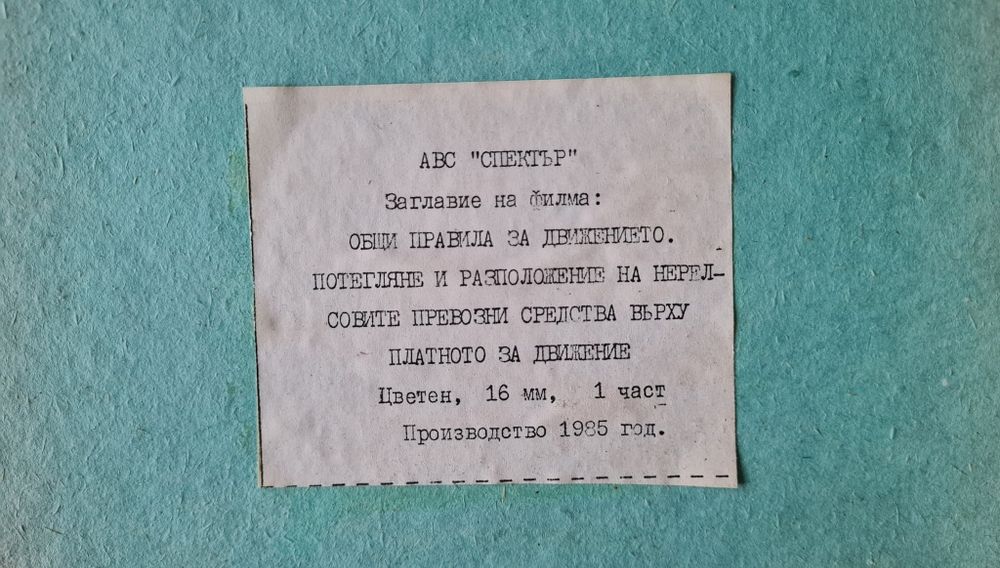 АВС "СПЕКТЪР"
Заглавие на филма:
ОБЩИ ПРАВИЛА ЗА ДВИЖЕНИЕТО.
ПОТЕГЛЯНЕ И РАЗПОЛОЖЕНИЕ НА НЕРЕЛ-
СОВИТЕ ПРЕВОЗНИ СРЕДСТВА ВЪРХУ
ПЛАТНОТО ЗА ДВИЖЕНИЕ
Цветен, 16 мм, 1 част
Производство 1985 год.